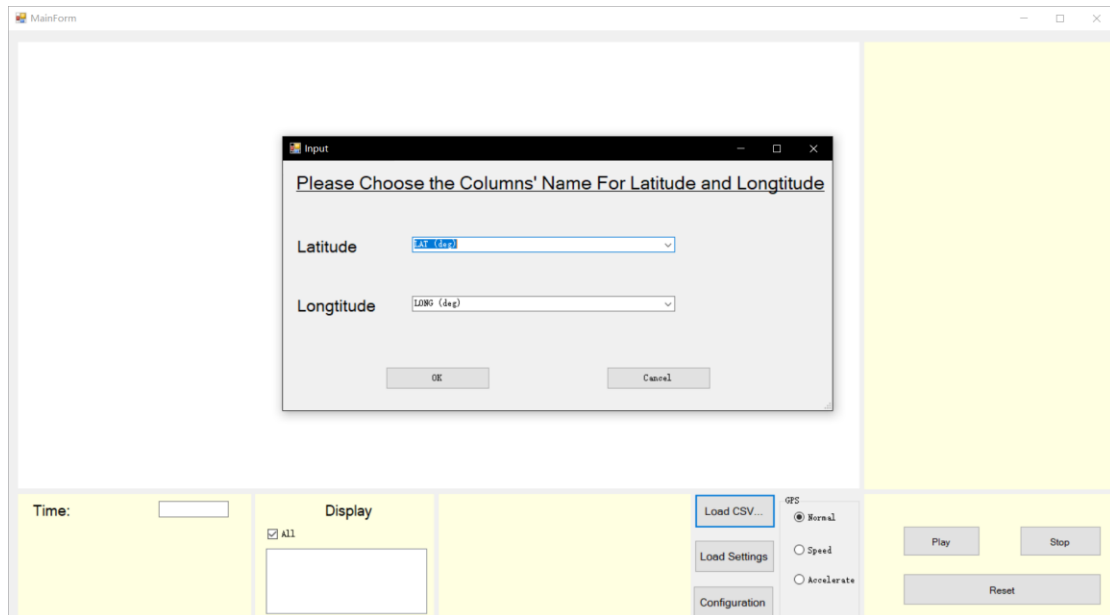 MainForm
Input
Please Choose the Columns' Name For Latitude and Longtitude
Latitude
LAT (deg)
Longtitude
LONG (deg)
OK
Cancel
Time:
Display
All
Load CSV...
Load Settings
Configuration
GPS
Normal
Speed
Accelerate
Play
Stop
Reset